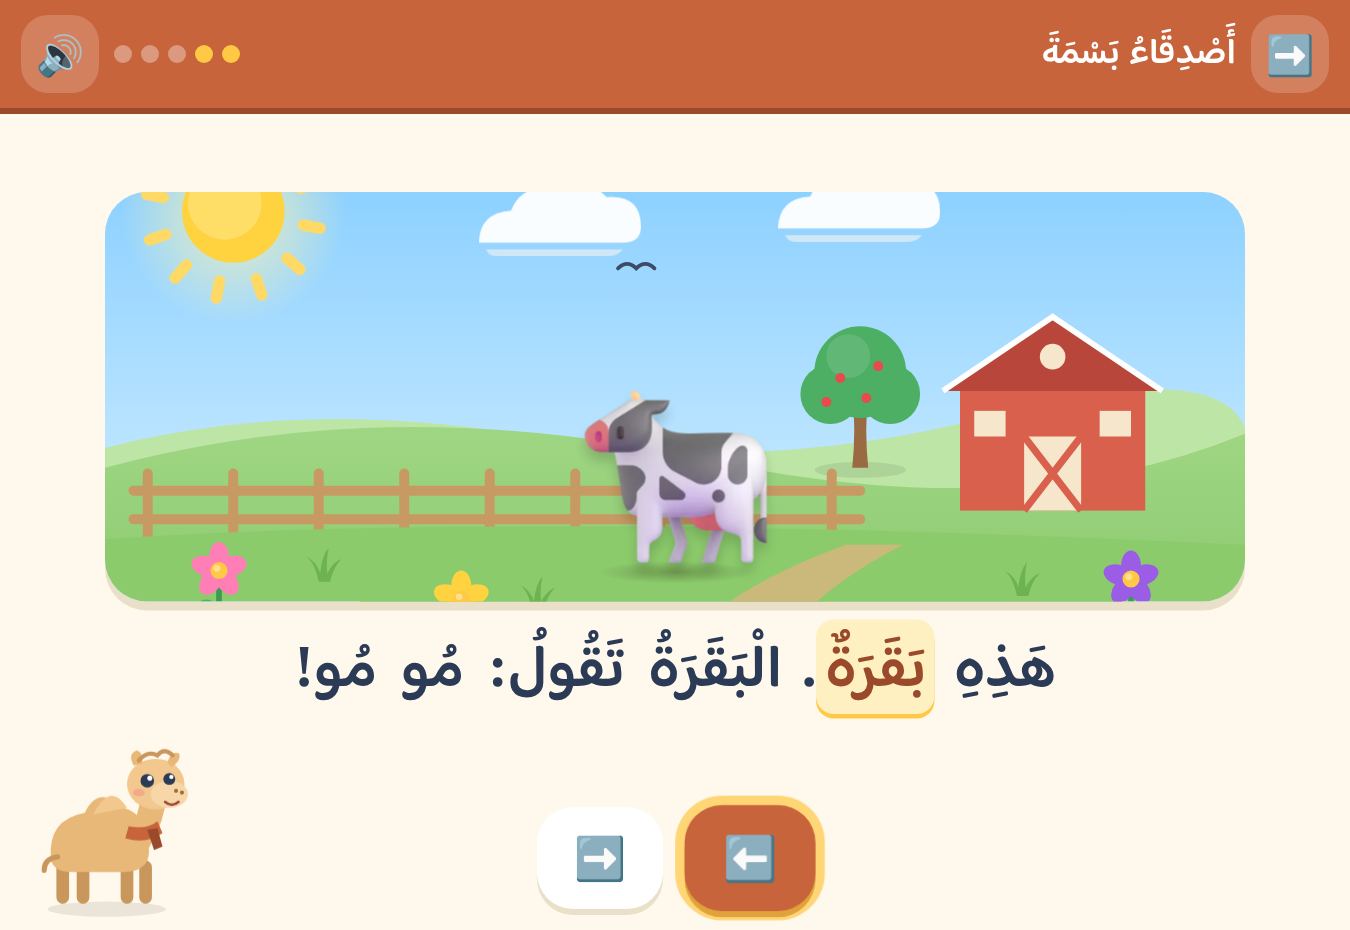 أَصْدِقَاءُ بَسْمَةَ
هَذِهِ بَقَرَةٌ. الْبَقَرَةُ تَقُولُ: مُو مُو!